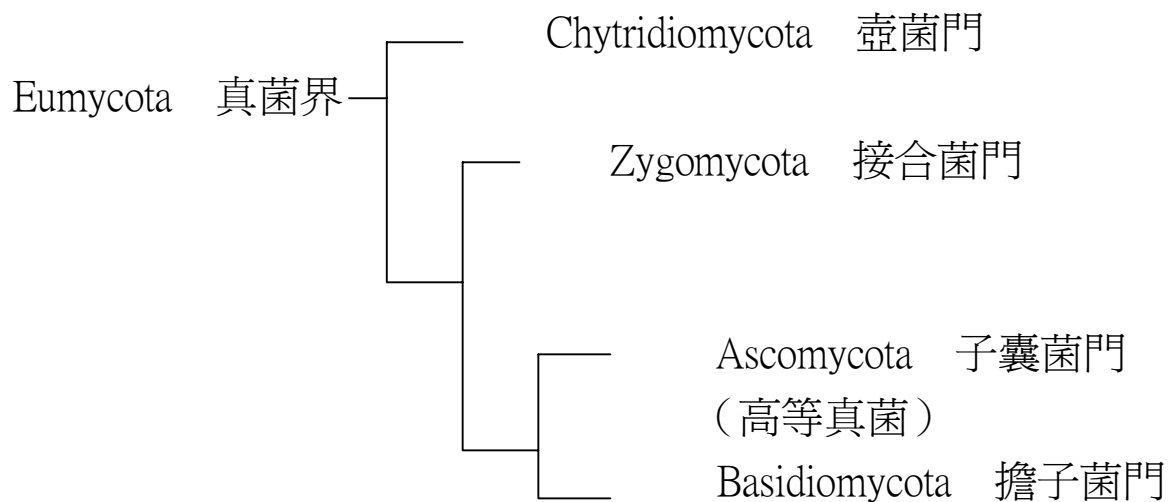 Chytridiomycota 壺菌門
Eumycota 真菌界
Zygomycota 接合菌門
Ascomycota 子囊菌門
（高等真菌）
Basidiomycota 擔子菌門